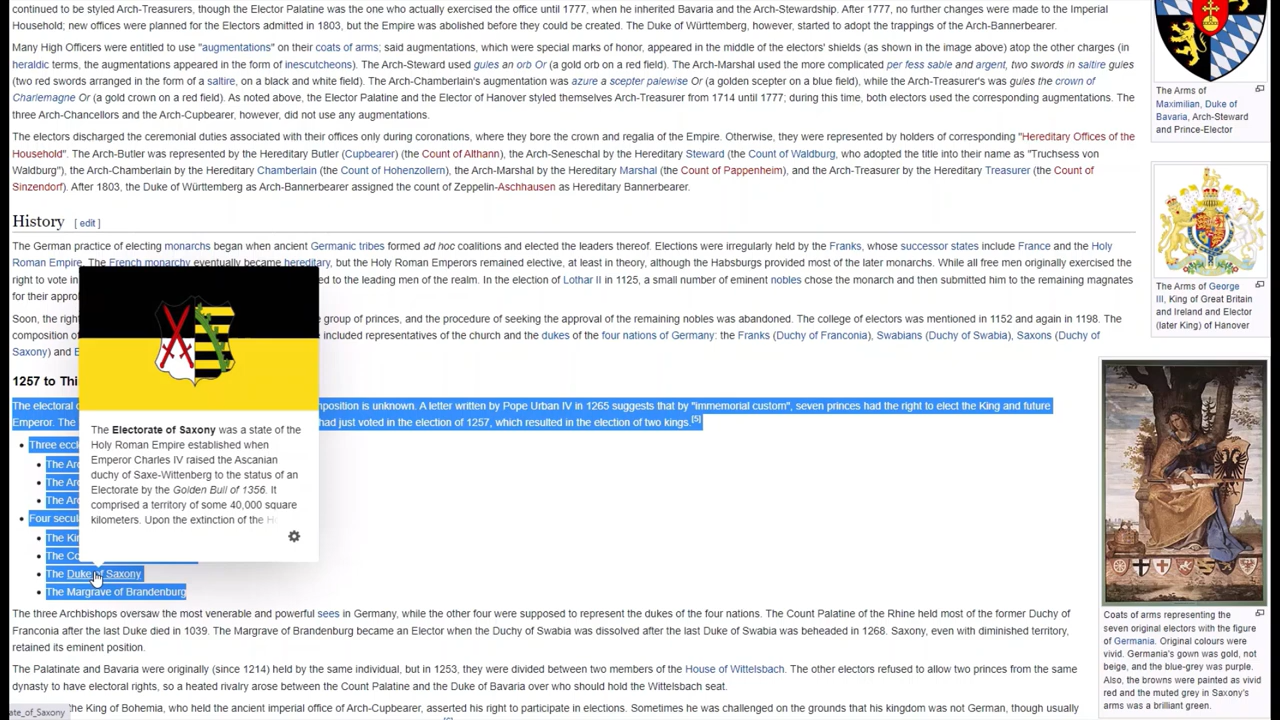 continued to be styled Arch-Treasurers, though the Elector Palatine was the one who actually exercised the office until 1777, when he inherited Bavaria and the Arch-Stewardship. After 1777, no further changes were made to the Imperial
Household; new offices were planned for the Electors admitted in 1803, but the Empire was abolished before they could be created. The Duke of Württemberg, however, started to adopt the trappings of the Arch-Bannerbearer.
Many High Officers were entitled to use "augmentations" on their coats of arms; said augmentations, which were special marks of honor, appeared in the middle of the electors' shields (as shown in the image above) atop the other charges (in
heraldic terms, the augmentations appeared in the form of inescutcheons). The Arch-Steward used gules an orb Or (a gold orb on a red field). The Arch-Marshal used the more complicated per fess sable and argent, two swords in saltire gules
(two red swords arranged in the form of a saltire, on a black and white field). The Arch-Chamberlain's augmentation was azure a scepter palewise Or (a golden scepter on a blue field), while the Arch-Treasurer's was gules the crown of
Charlemagne Or (a gold crown on a red field). As noted above, the Elector Palatine and the Elector of Hanover styled themselves Arch-Treasurer from 1714 until 1777; during this time, both electors used the corresponding augmentations. The
three Arch-Chancellors and the Arch-Cupbearer, however, did not use any augmentations.
The electors discharged the ceremonial duties associated with their offices only during coronations, where they bore the crown and regalia of the Empire. Otherwise, they were represented by holders of corresponding "Hereditary Offices of the
Household". The Arch-Butler was represented by the Hereditary Butler (Cupbearer) (the Count of Althann), the Arch-Seneschal by the Hereditary Steward (the Count of Waldburg, who adopted the title into their name as "Truchsess von
Waldburg"), the Arch-Chamberlain by the Hereditary Chamberlain (the Count of Hohenzollern), the Arch-Marshal by the Hereditary Marshal (the Count of Pappenheim), and the Arch-Treasurer by the Hereditary Treasurer (the Count of
Sinzendorf). After 1803, the Duke of Württemberg as Arch-Bannerbearer assigned the count of Zeppelin-Aschhausen as Hereditary Bannerbearer.
History [ edit ]
The German practice of electing monarchs began when ancient Germanic tribes formed ad hoc coalitions and elected the leaders thereof. Elections were irregularly held by the Franks, whose successor states include France and the Holy
Roman Empire. The French monarchy eventually became hereditary, but the Holy Roman Emperors remained elective, at least in theory, although the Habsburgs provided most of the later monarchs. While all free men originally exercised the
right to vote in ed to the leading men of the realm. In the election of Lothar II in 1125, a small number of eminent nobles chose the monarch and then submitted him to the remaining magnates
for their appro
Soon, the righ e group of princes, and the procedure of seeking the approval of the remaining nobles was abandoned. The college of electors was mentioned in 1152 and again in 1198. The
composition of included representatives of the church and the dukes of the four nations of Germany: the Franks (Duchy of Franconia), Swabians (Duchy of Swabia), Saxons (Duchy of
Saxony) and B
1257 to Thi
The electoral c position is unknown. A letter written by Pope Urban IV in 1265 suggests that by "immemorial custom", seven princes had the right to elect the King and future
Emperor. The had just voted in the election of 1257, which resulted in the election of two kings.[5]
Three eccl
The Arc
The Arc
The Arc
Four secul
The Kin
The Co
The Duke of Saxony
The Margrave of Brandenburg
The Electorate of Saxony was a state of the
Holy Roman Empire established when
Emperor Charles IV raised the Ascanian
duchy of Saxe-Wittenberg to the status of an
Electorate by the Golden Bull of 1356. It
comprised a territory of some 40,000 square
kilometers. Upon the extinction of the H
The three Archbishops oversaw the most venerable and powerful sees in Germany, while the other four were supposed to represent the dukes of the four nations. The Count Palatine of the Rhine held most of the former Duchy of
Franconia after the last Duke died in 1039. The Margrave of Brandenburg became an Elector when the Duchy of Swabia was dissolved after the last Duke of Swabia was beheaded in 1268. Saxony, even with diminished territory,
retained its eminent position.
The Palatinate and Bavaria were originally (since 1214) held by the same individual, but in 1253, they were divided between two members of the House of Wittelsbach. The other electors refused to allow two princes from the same
dynasty to have electoral rights, so a heated rivalry arose between the Count Palatine and the Duke of Bavaria over who should hold the Wittelsbach seat.
the King of Bohemia, who held the ancient imperial office of Arch-Cupbearer, asserted his right to participate in elections. Sometimes he was challenged on the grounds that his kingdom was not German, though usually
ate_of_Saxony
The Arms of
Maximilian, Duke of
Bavaria, Arch-Steward
and Prince-Elector
The Arms of George
III, King of Great Britain
and Ireland and Elector
(later King) of Hanover
Coats of arms representing the
seven original electors with the figure
of Germania. Original colours were
vivid. Germania's gown was gold, not
beige, and the blue-grey was purple.
Also, the browns were painted as vivid
red and the muted grey in Saxony's
arms was a brilliant green.